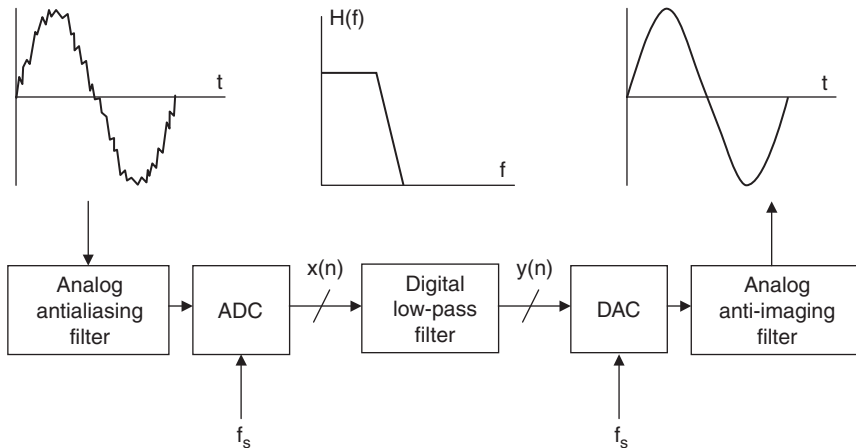 H(f)
t
f
t
Analog
antialiasing
filter
ADC
x(n)
Digital
low-pass
filter
y(n)
DAC
Analog
anti-imaging
filter
fs
fs